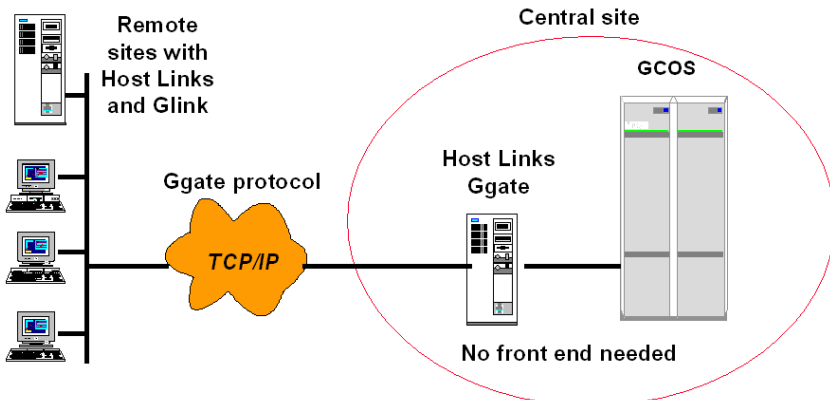 Remote
sites with
Host Links
and Glink
Ggate protocol
TCP/IP
Central site
GCOS
Host Links
Ggate
No front end needed